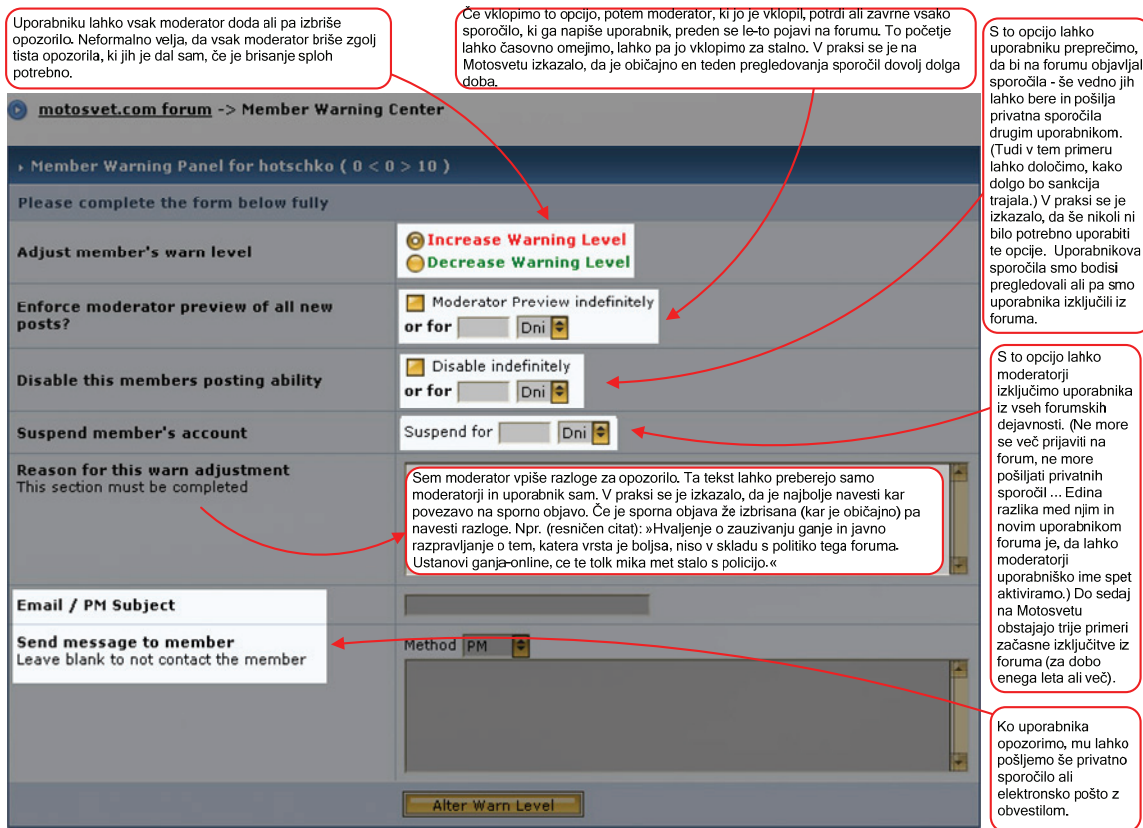 Uporabniku lahko vsak moderator doda ali pa izbriše
opozorilo. Neformalno velja, da vsak moderator briše zgolj
tista opozorila, ki jih je dal sam, če je brisanje sploh
potrebno.
Če vklopimo to opcijo, potem moderator, ki jo je vklopil, potrdi ali zavrne vsako
sporočilo, ki ga napiše uporabnik, preden se le-to pojavi na forumu. To početje
lahko časovno omejimo, lahko pa jo vklopimo za stalno. V praksi se je na
Motosvetu izkazalo, da je običajno en teden pregledovanja sporočil dovolj dolga
doba.
S to opcijo lahko
uporabniku preprečimo,
da bi na forumu objavljal
sporočila - še vedno jih
lahko bere in pošilja
privatna sporočila
drugim uporabnikom.
(Tudi v tem primeru
lahko določimo, kako
dolgo bo sankcija
trajala.) V praksi se je
izkazalo, da še nikoli ni
bilo potrebno uporabiti
te opcije. Uporabnikova
sporočila smo bodisi
pregledovali ali pa smo
uporabnika izključili iz
foruma.
motosvet.com forum -> Member Warning Center
Member Warning Panel for hotschko ( 0 < 0 > 10 )
Please complete the form below fully
Adjust member's warn level
Increase Warning Level
Decrease Warning Level
Enforce moderator preview of all new
posts?
Moderator Preview indefinitely
or for Dni
Disable this members posting ability
Disable indefinitely
or for Dni
Suspend member's account
Suspend for Dni
S to opcijo lahko
moderatorji
izključimo uporabnika
iz vseh forumskih
dejavnosti. (Ne more
se več prijaviti na
forum, ne more
pošiljati privatnih
sporočil ... Edina
razlika med njim in
novim uporabnikom
foruma je, da lahko
moderatorji
uporabniško ime spet
aktiviramo.) Do sedaj
na Motosvetu
obstajajo trije primeri
začasne izključitve iz
foruma (za dobo
enega leta ali več).
Reason for this warn adjustment
This section must be completed
Sem moderator vpiše razloge za opozorilo. Ta tekst lahko preberejo samo
moderatorji in uporabnik sam. V praksi se je izkazalo, da je najbolje navesti kar
povezavo na sporno objavo. Če je sporna objava že izbrisana (kar je običajno) pa
navesti razloge. Npr. (resničen citat): »Hvaljenje o zauzivanju ganje in javno
razpravljanje o tem, katera vrsta je boljsa, niso v skladu s politiko tega foruma.
Ustanovi ganja-online, ce te tolk mika met stalo s policijo.«
Email / PM Subject
Send message to member
Leave blank to not contact the member
Method PM
Ko uporabnika
opozorimo, mu lahko
pošljemo še privatno
sporočilo ali
elektronsko pošto z
obvestilom.
Alter Warn Level